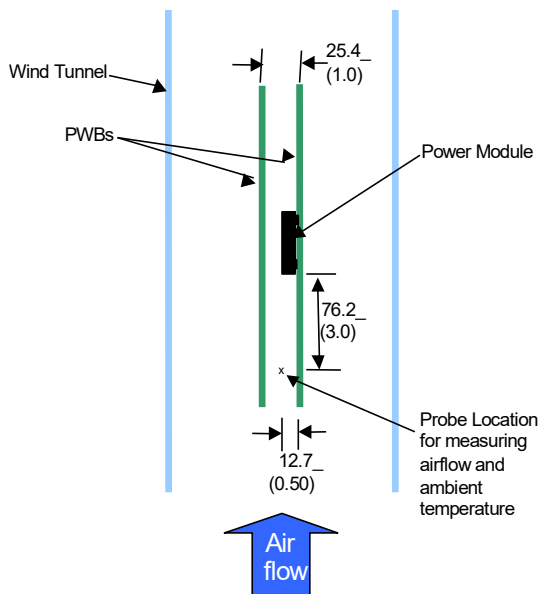 25.4_
(1.0)
Wind Tunnel
PWBs
Power Module
76.2_
(3.0)
x
Probe Location
for measuring
airflow and
ambient
temperature
12.7_
(0.50)
Air
flow